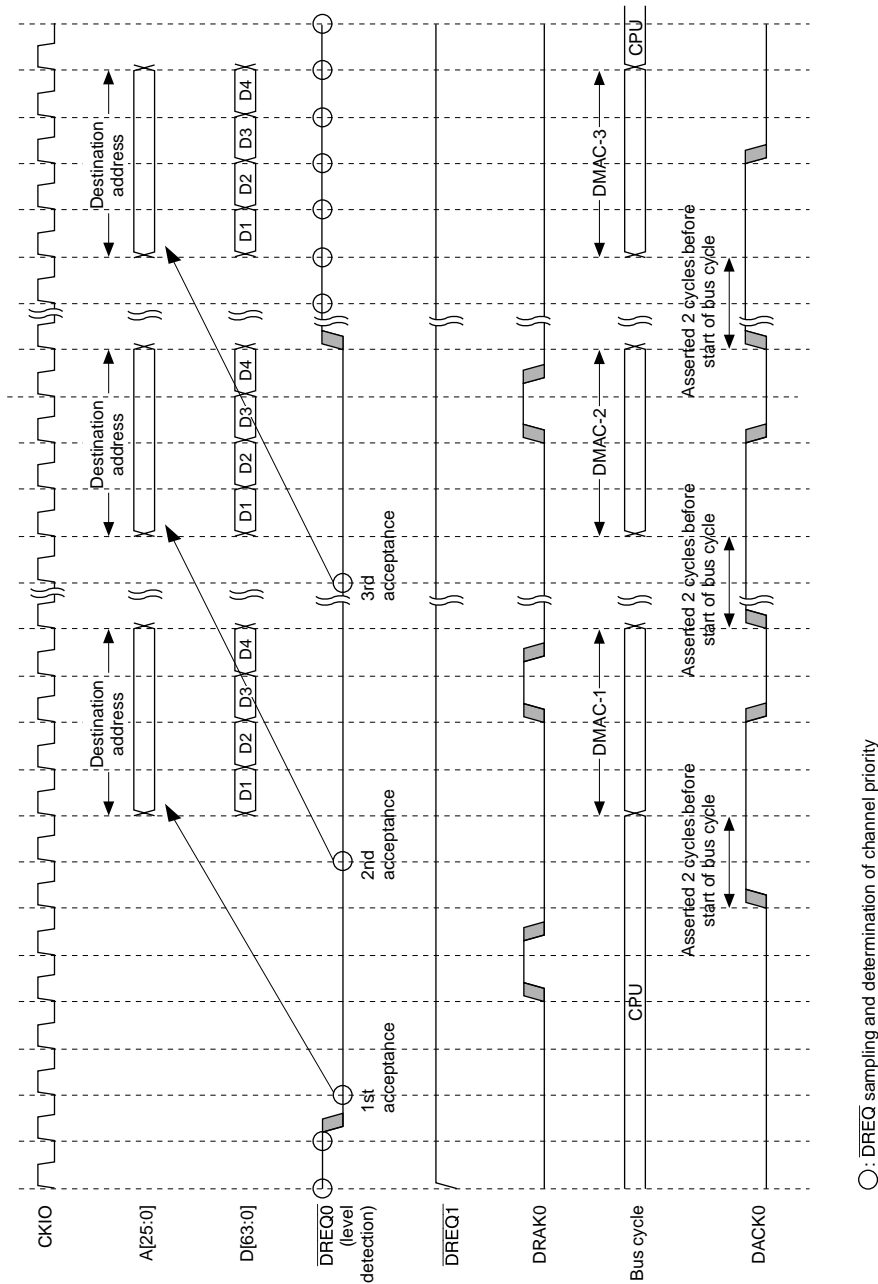 CKIO
A[25:0]
Destination
address
Destination
address
Destination
address
D[63:0]
D1 D2 D3 D4
D1 D2 D3 D4
D1 D2 D3 D4
DREQ0
(level
detection)
1st
acceptance
2nd
acceptance
3rd
acceptance
DREQ1
DRAK0
Bus cycle
CPU
DMAC-1
DMAC-2
DMAC-3
CPU
DACK0
Asserted 2 cycles before
start of bus cycle
Asserted 2 cycles before
start of bus cycle
Asserted 2 cycles before
start of bus cycle
: DREQ sampling and determination of channel priority